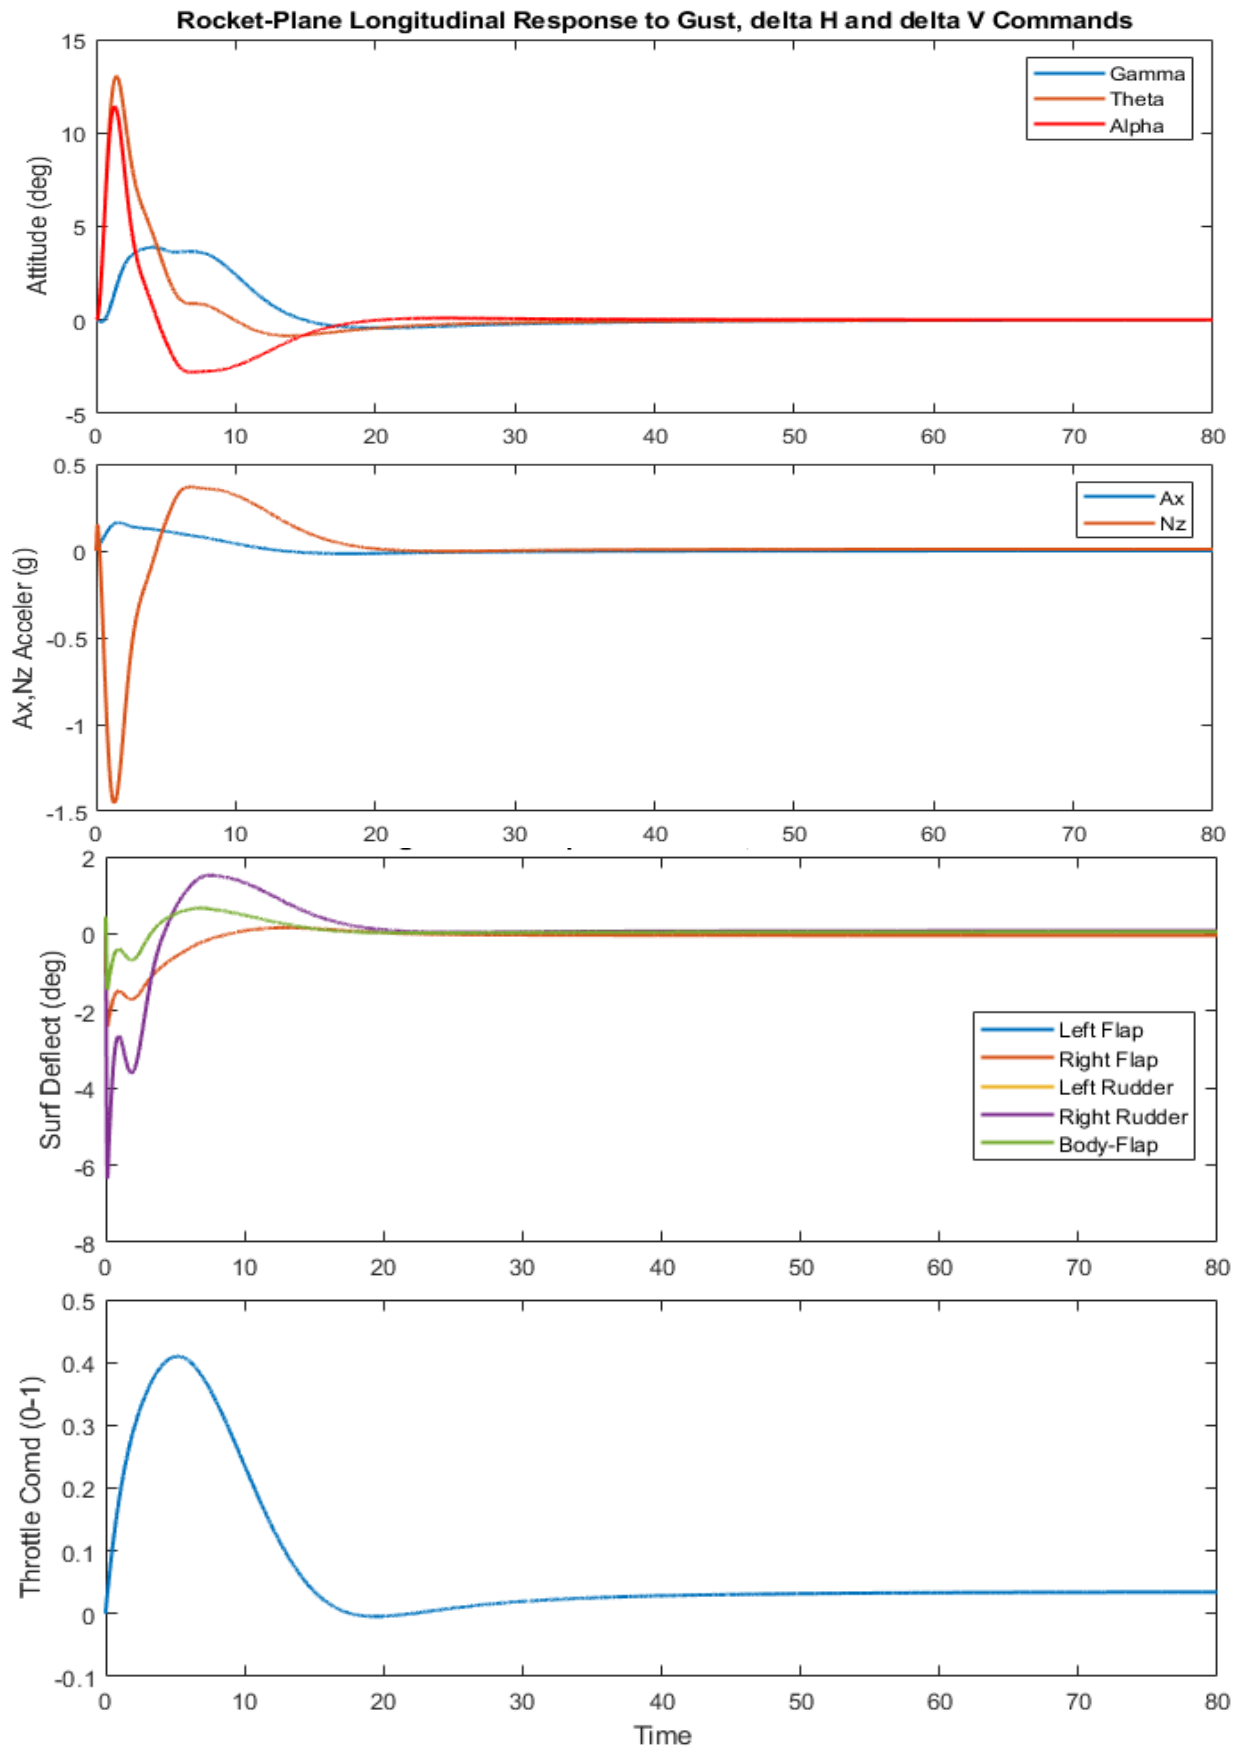 Rocket-Plane Longitudinal Response to Gust, delta H and delta V Commands
15
10
5
0
-5
Attitude (deg)
Gamma
Theta
Alpha
0 10 20 30 40 50 60 70 80
0.5
0
-0.5
-1
-1.5
Ax,Nz Acceler (g)
Ax
Nz
0 10 20 30 40 50 60 70 80
2
0
-2
-4
-6
-8
Surf Deflect (deg)
Left Flap
Right Flap
Left Rudder
Right Rudder
Body-Flap
0 10 20 30 40 50 60 70 80
0.5
0.4
0.3
0.2
0.1
0
-0.1
Throttle Comd (0-1)
0 10 20 30 40 50 60 70 80
Time